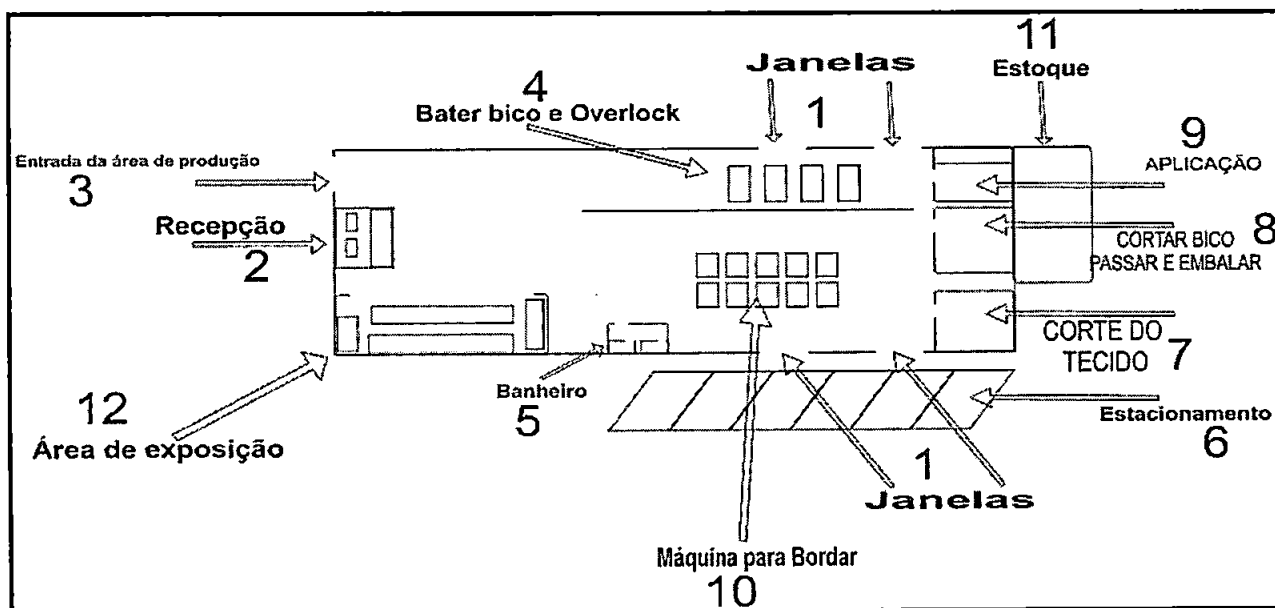 11
Estoque
Janelas
1
4
Bater bico e Overlock
9
APLICAÇÃO
Entrada da área de produção
3
Recepção
2
CORTAR BICO
PASSAR E EMBALAR
8
CORTE DO
TECIDO
7
12
Área de exposição
Banheiro
5
Estacionamento
6
1
Janelas
Máquina para Bordar
10